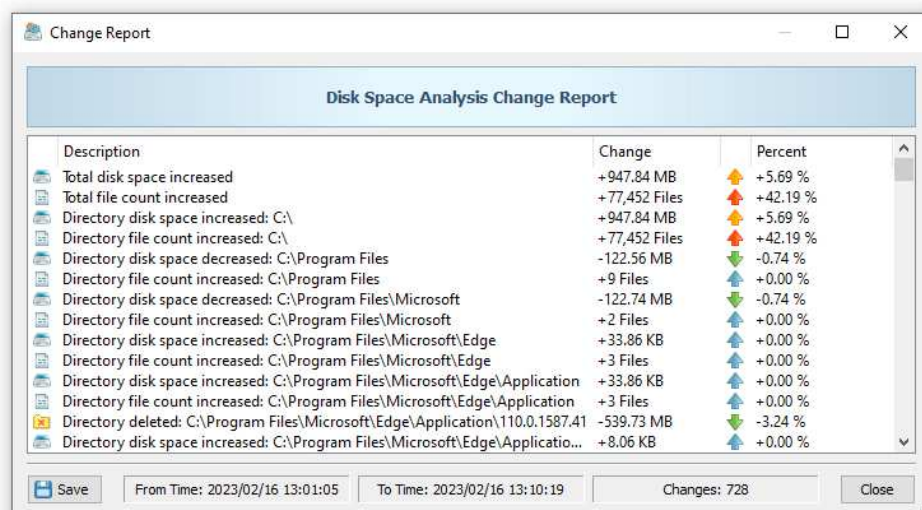 Change Report
Disk Space Analysis Change Report
Description Change Percent
Total disk space increased +947.84 MB +5.69 %
Total file count increased +77,452 Files +42.19 %
Directory disk space increased: C:\ +947.84 MB +5.69 %
Directory file count increased: C:\ +77,452 Files +42.19 %
Directory disk space decreased: C:\Program Files -122.56 MB -0.74 %
Directory file count increased: C:\Program Files +9 Files +0.00 %
Directory disk space decreased: C:\Program Files\Microsoft -122.74 MB -0.74 %
Directory file count increased: C:\Program Files\Microsoft +2 Files +0.00 %
Directory disk space increased: C:\Program Files\Microsoft\Edge +33.86 KB +0.00 %
Directory file count increased: C:\Program Files\Microsoft\Edge +3 Files +0.00 %
Directory disk space increased: C:\Program Files\Microsoft\Edge\Application +33.86 KB +0.00 %
Directory file count increased: C:\Program Files\Microsoft\Edge\Application +3 Files +0.00 %
Directory deleted: C:\Program Files\Microsoft\Edge\Application\110.0.1587.41 -539.73 MB -3.24 %
Directory disk space increased: C:\Program Files\Microsoft\Edge\Applicatio... +8.06 KB +0.00 %
Save From Time: 2023/02/16 13:01:05 To Time: 2023/02/16 13:10:19 Changes: 728 Close